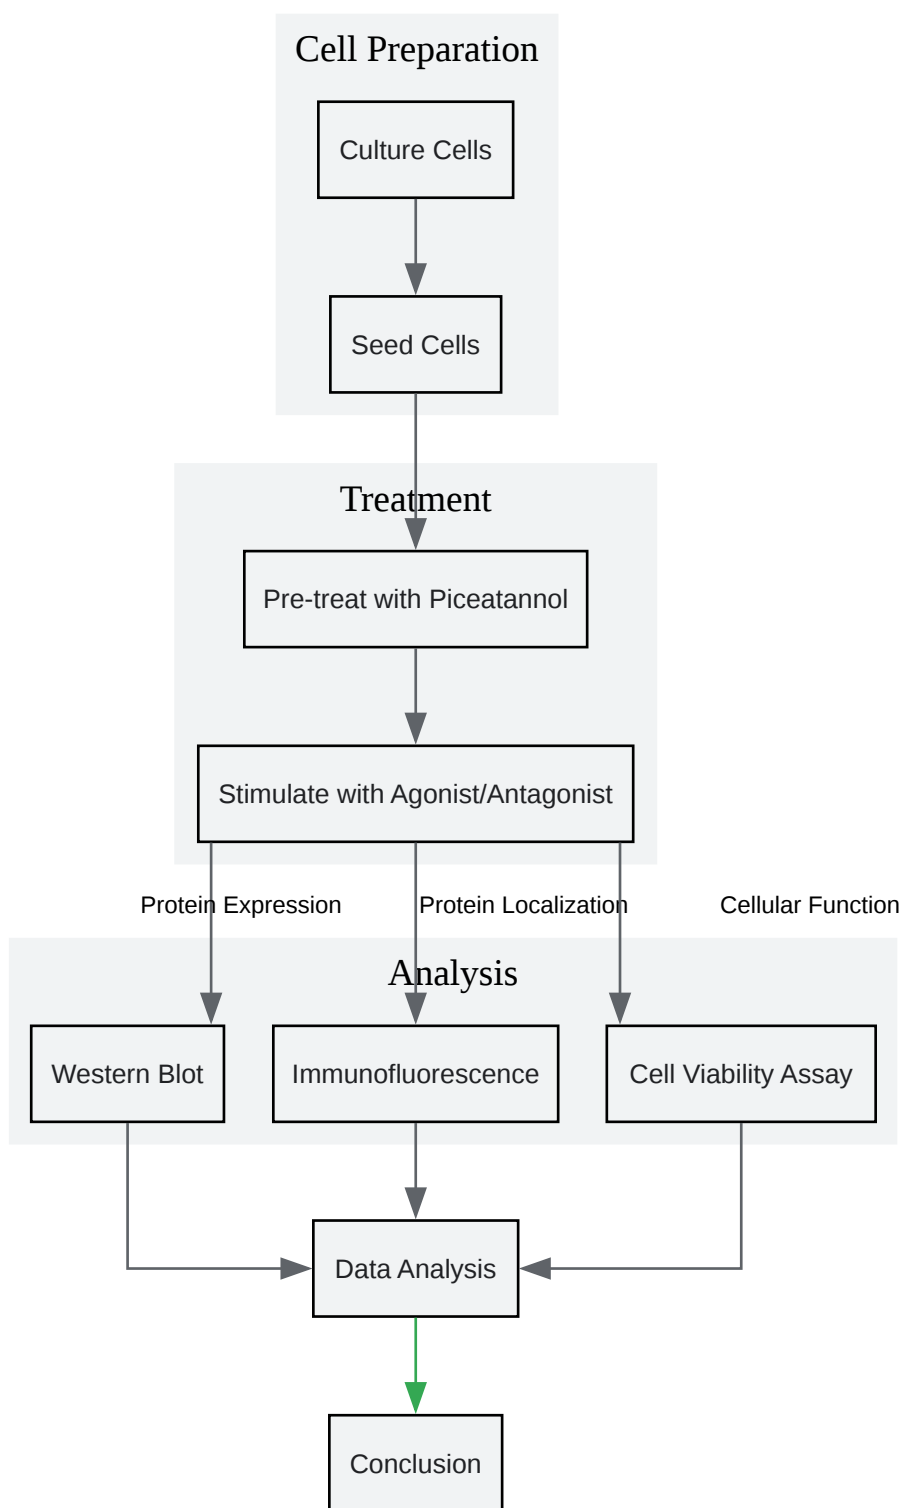 Cell Preparation
Culture Cells
Seed Cells
Treatment
Pre-treat with Piceatannol
Stimulate with Agonist/Antagonist
Protein Expression
Protein Localization
Cellular Function
Analysis
Western Blot
Immunofluorescence
Cell Viability Assay
Data Analysis
Conclusion